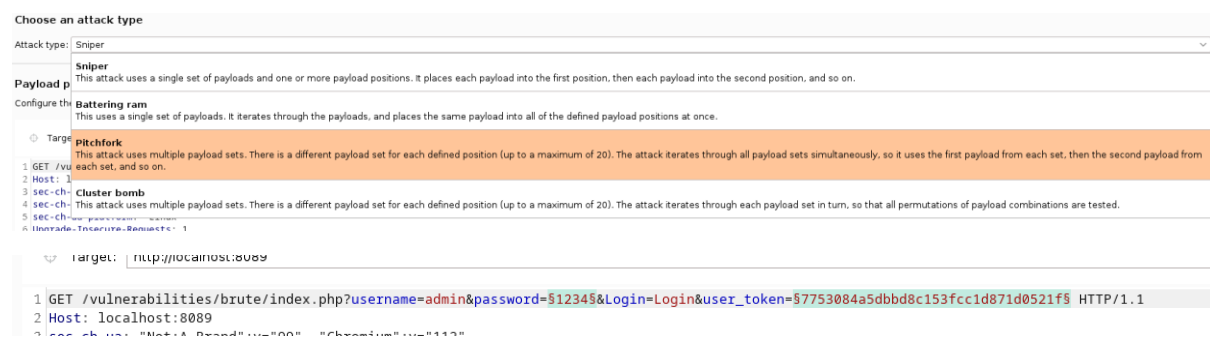 Choose an attack type
Attack type: Sniper
Sniper
This attack uses a single set of payloads and one or more payload positions. It places each payload into the first position, then each payload into the second position, and so on.
Payload p
Configure the
Battering ram
This uses a single set of payloads. It iterates through the payloads, and places the same payload into all of the defined payload positions at once.
Targe
Pitchfork
This attack uses multiple payload sets. There is a different payload set for each defined position (up to a maximum of 20). The attack iterates through all payload sets simultaneously, so it uses the first payload from each set, then the second payload from
each set, and so on.
1 GET /vu
2 Host: l
3 sec-ch-
Cluster bomb
This attack uses multiple payload sets. There is a different payload set for each defined position (up to a maximum of 20). The attack iterates through each payload set in turn, so that all permutations of payload combinations are tested.
4 sec-ch-
5 sec-ch-
6 Upgrade-Insecure-Requests: 1
Target: http://localhost:8089
1 GET /vulnerabilities/brute/index.php?username=admin&password=§1234§&Login=Login&user_token=§7753084a5dbbd8c153fcc1d871d0521f§ HTTP/1.1
2 Host: localhost:8089